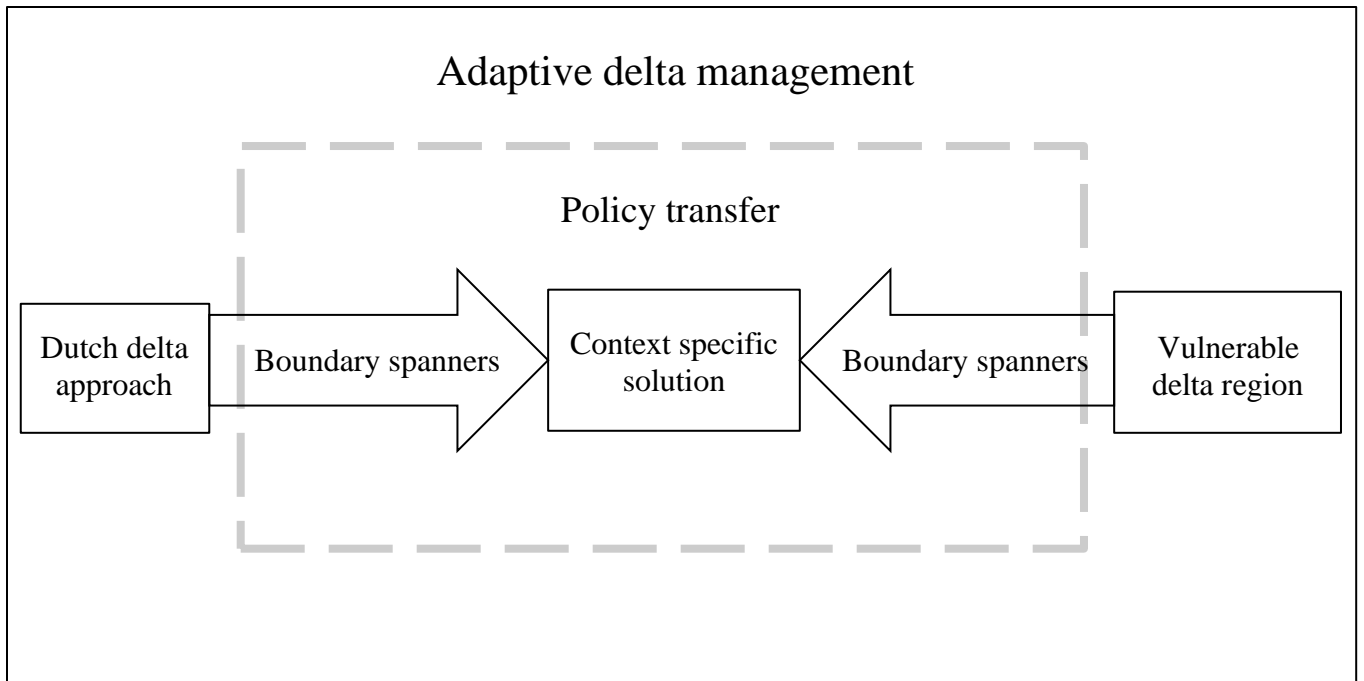 Adaptive delta management
Policy transfer
Dutch delta
approach
Boundary spanners
Context specific
solution
Boundary spanners
Vulnerable
delta region